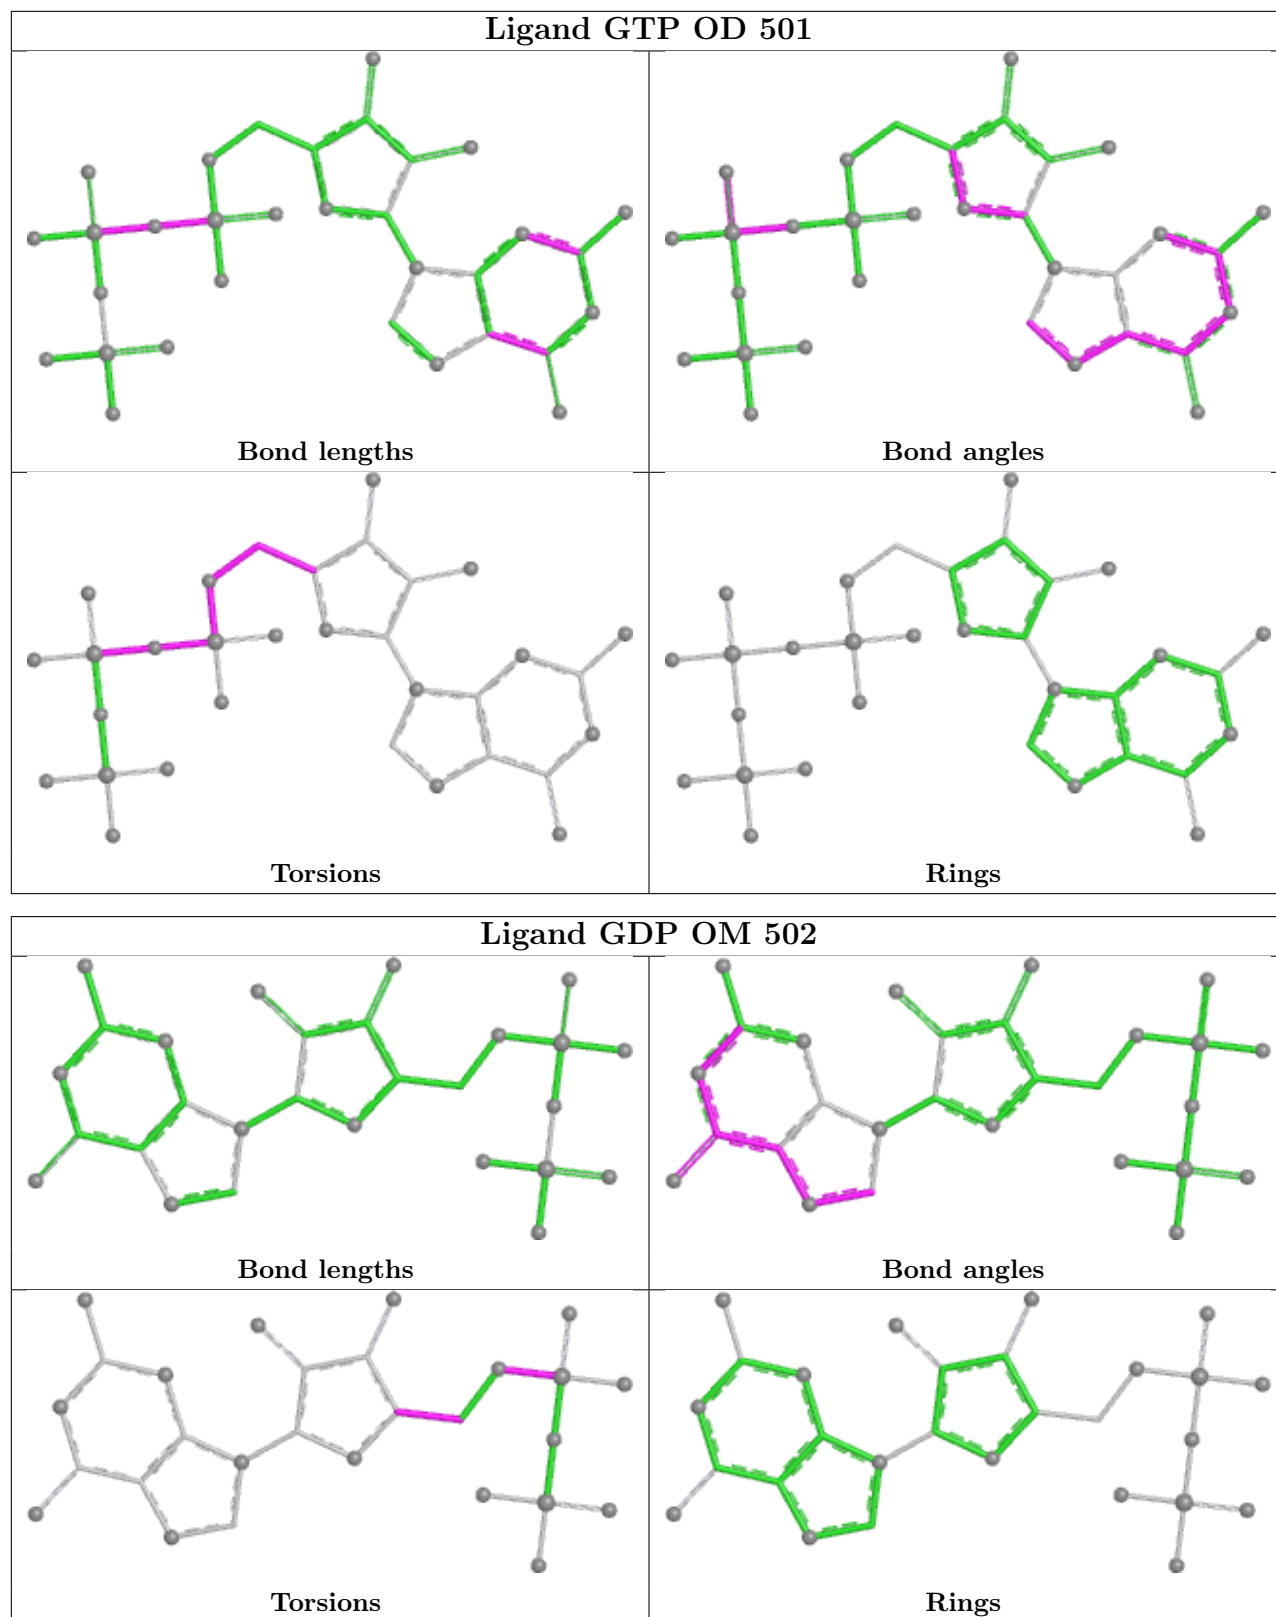 Ligand GTP OD 501
Bond lengths
Bond angles
Torsions
Rings
Ligand GDP OM 502
Bond lengths
Bond angles
Torsions
Rings